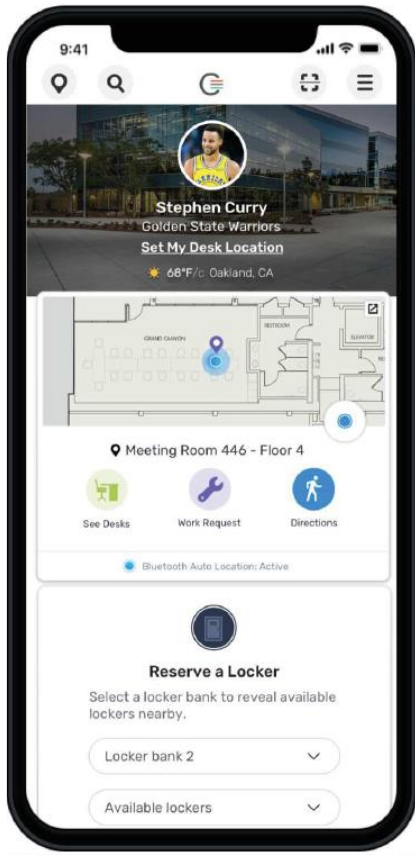 9:41
Stephen Curry
Golden State Warriors
Set My Desk Location
68°F/c Oakland, CA
GRAND CANYON
RESTROOM
ELEVATOR
Meeting Room 446 - Floor 4
See Desks
Work Request
Directions
Bluetooth Auto Location: Active
Reserve a Locker
Select a locker bank to reveal available
lockers nearby.
Locker bank 2
Available lockers